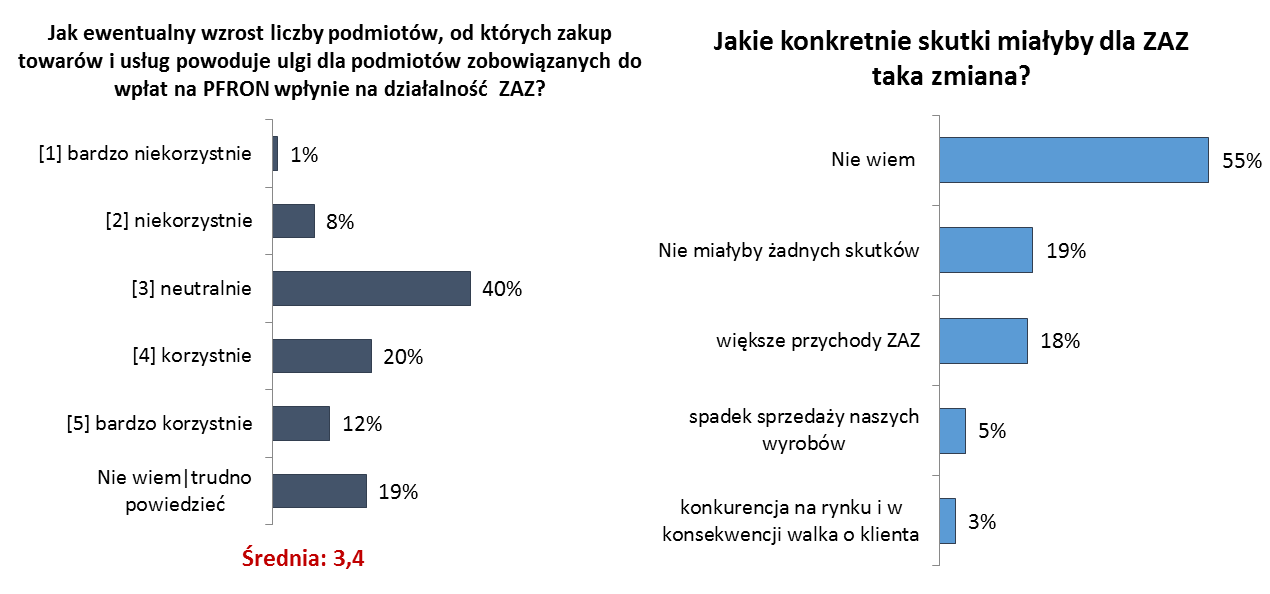 Jak ewentualny wzrost liczby podmiotów, od których zakup
towarów i usług powoduje ulgi dla podmiotów zobowiązanych do
wpłat na PFRON wpłynie na działalność ZAZ?
[1] bardzo niekorzystnie 1%
[2] niekorzystnie 8%
[3] neutralnie 40%
[4] korzystnie 20%
[5] bardzo korzystnie 12%
Nie wiem|trudno
powiedzieć 19%
Średnia: 3,4
Jakie konkretnie skutki miałyby dla ZAZ
taka zmiana?
Nie wiem 55%
Nie miałyby żadnych skutków 19%
większe przychody ZAZ 18%
spadek sprzedaży naszych
wyrobów 5%
konkurencja na rynku i w
konsekwencji walka o klienta 3%